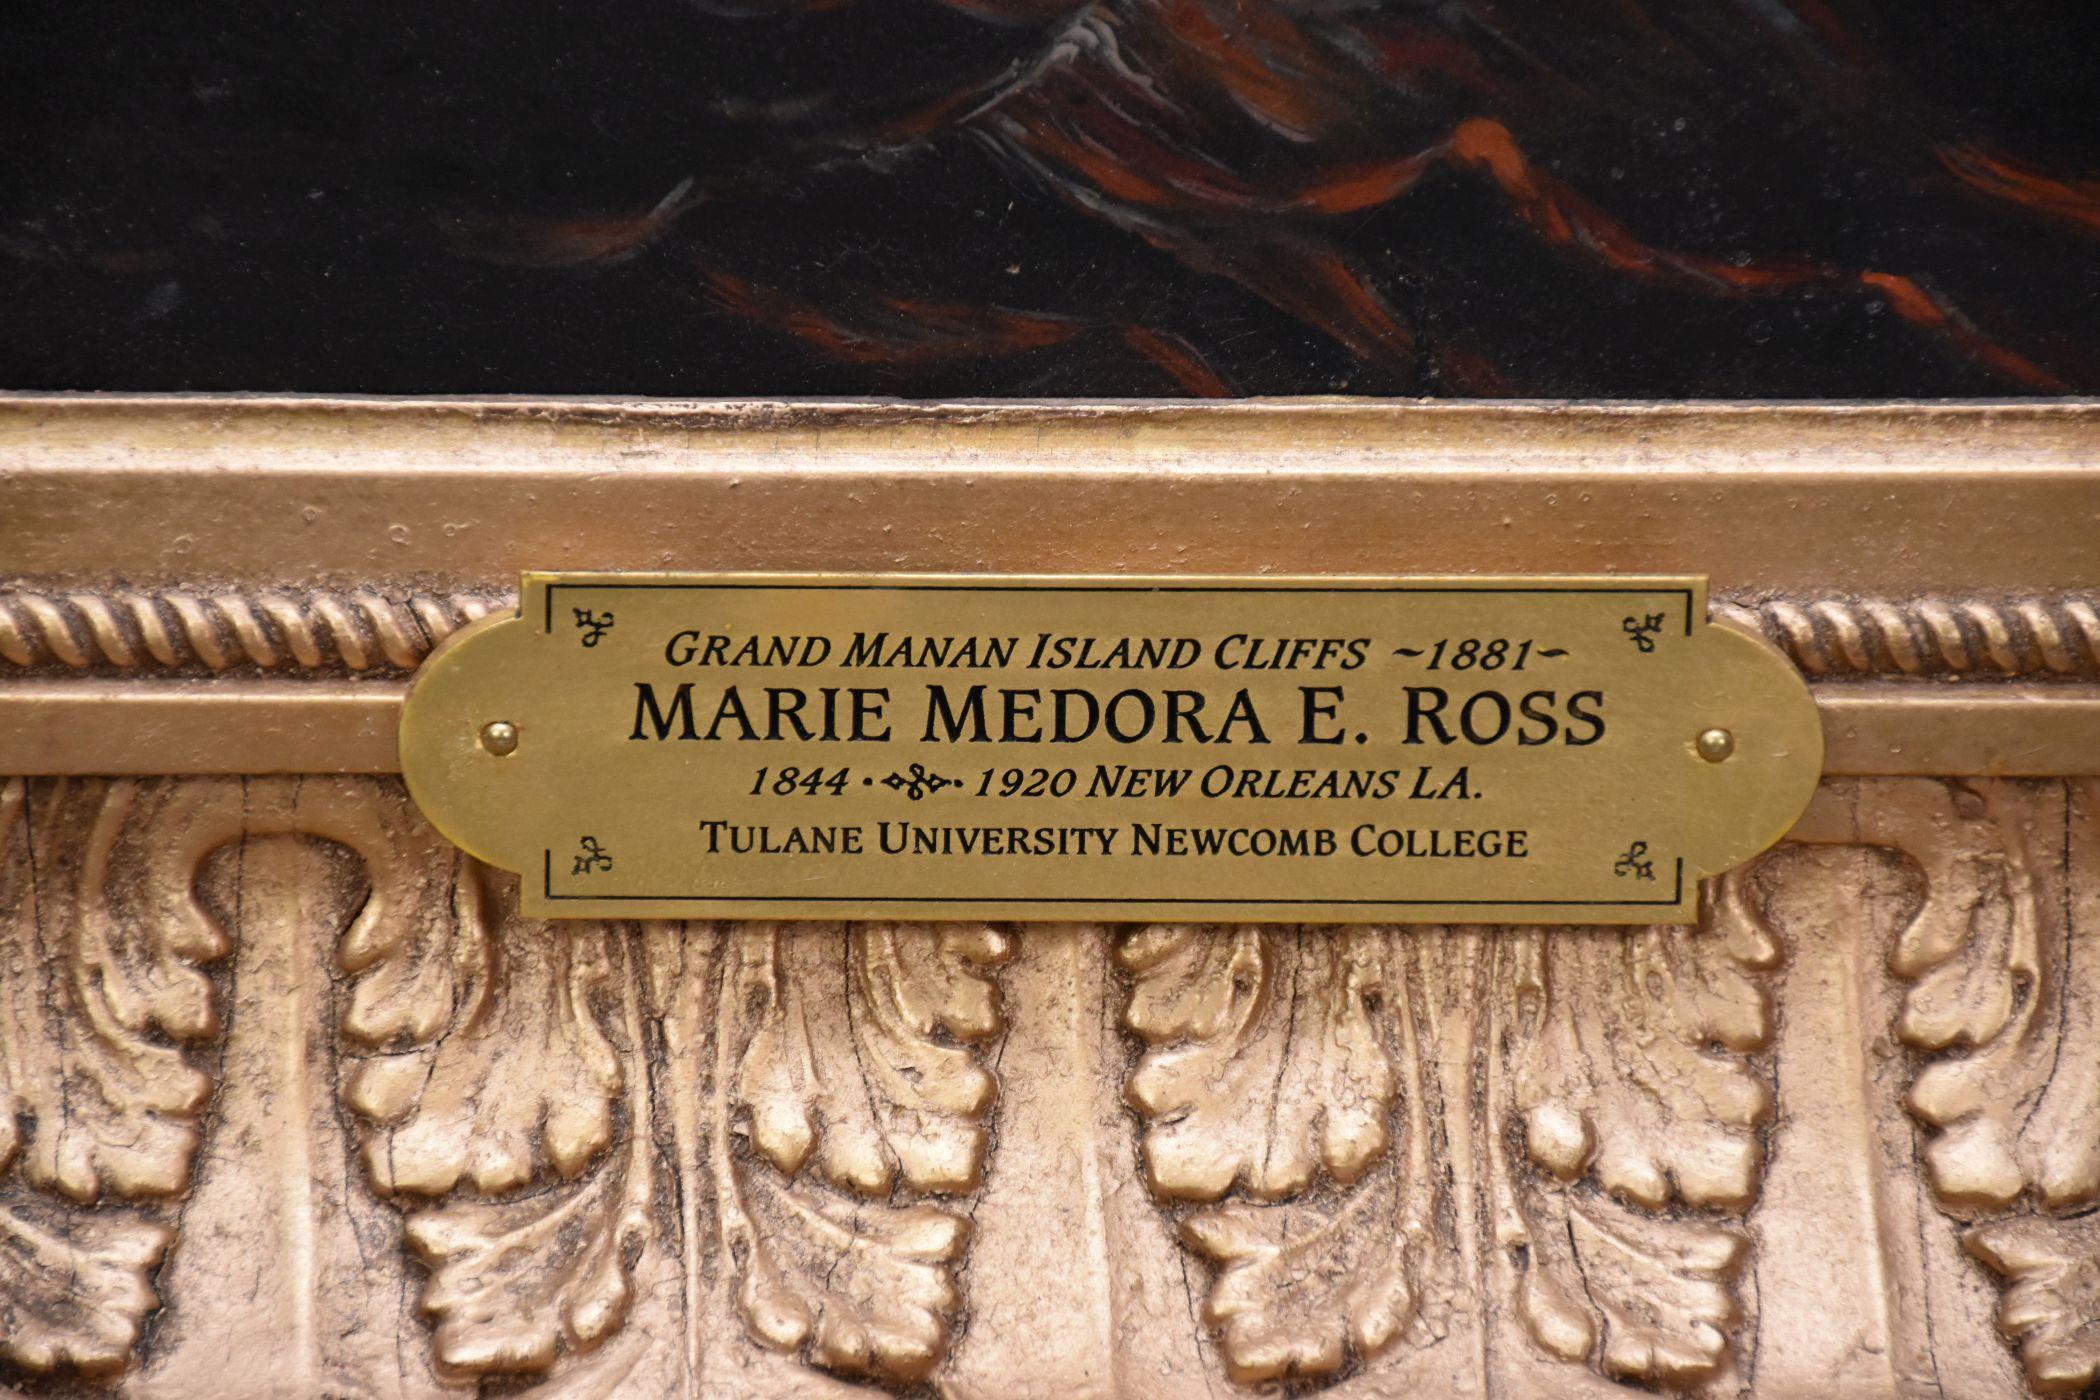 GRAND MANAN ISLAND CLIFFS ~1881~
MARIE MEDORA E. ROSS
1844 · · 1920 NEW ORLEANS LA.
TULANE UNIVERSITY NEWCOMB COLLEGE